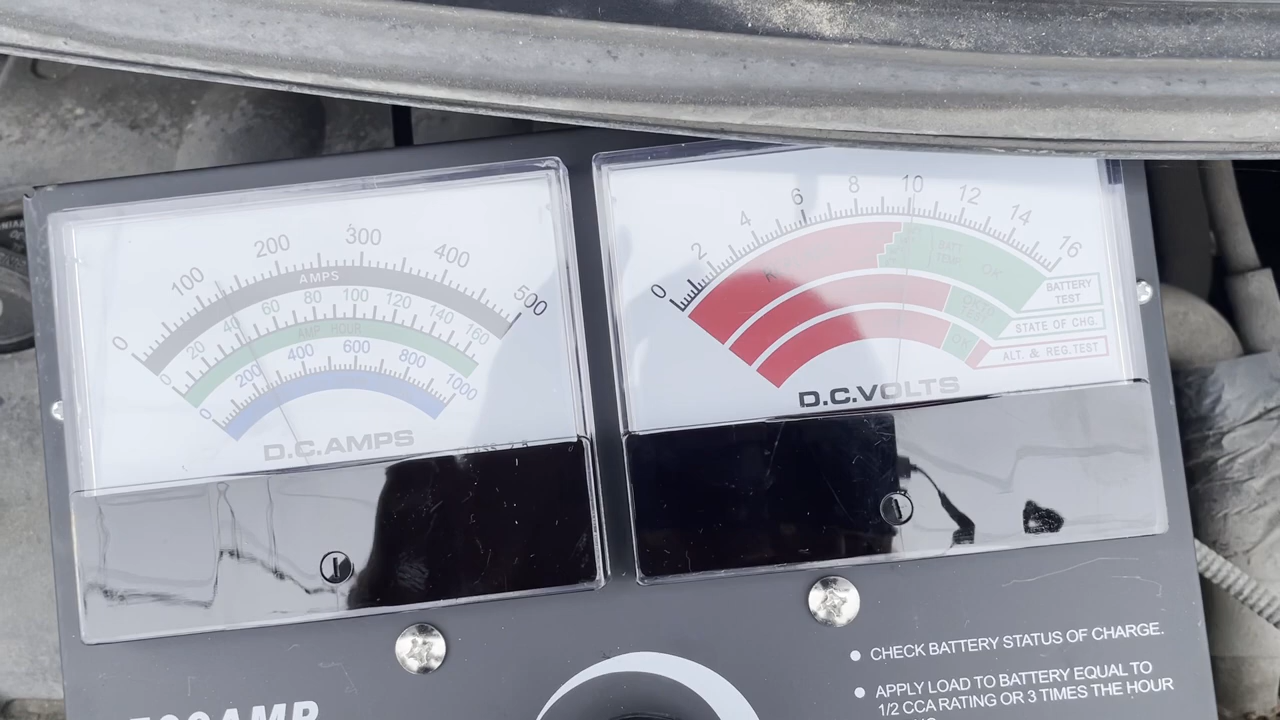 0 100 200 300 400 500
AMPS
0 20 40 60 80 100 120 140 160
AMP HOUR
0 200 400 600 800 1000
D.C.AMPS
0 2 4 6 8 10 12 14 16
BATT
TEMP
OK
BATTERY
TEST
STATE OF CHG.
OK
ALT. & REG.TEST
D.C.VOLTS
500AMP
CHECK BATTERY STATUS OF CHARGE.
APPLY LOAD TO BATTERY EQUAL TO
1/2 CCA RATING OR 3 TIMES THE HOUR